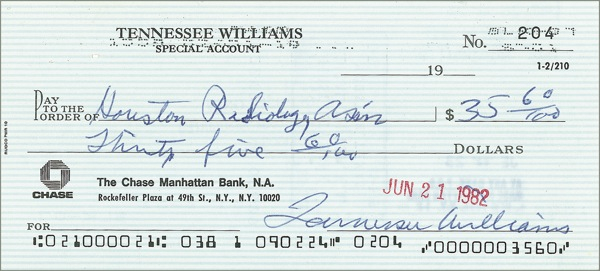 TENNESSEE WILLIAMS
SPECIAL ACCOUNT
No. 204
19
1-2/210
PAY TO THE ORDER OF Houston Radiology Ass'n $ 35 60/100
Thirty five 60/100 DOLLARS
CHASE
The Chase Manhattan Bank, N.A.
Rockefeller Plaza at 49th St., N.Y., N.Y. 10020
JUN 21 1982
Tennessee Williams
FOR
⑆021000021⑆ 038 1 090224⑈ 0204 ⑇0000003560⑇